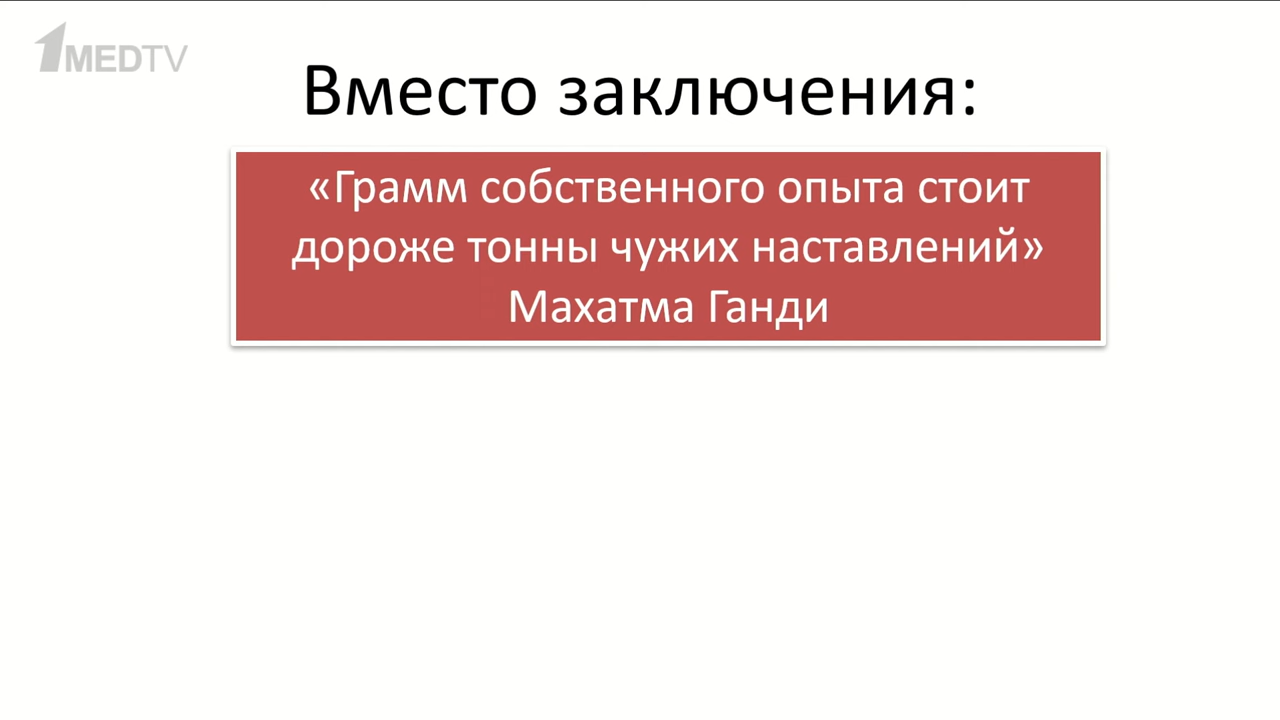 1MEDTV
Вместо заключения:
«Грамм собственного опыта стоит
дороже тонны чужих наставлений»
Махатма Ганди